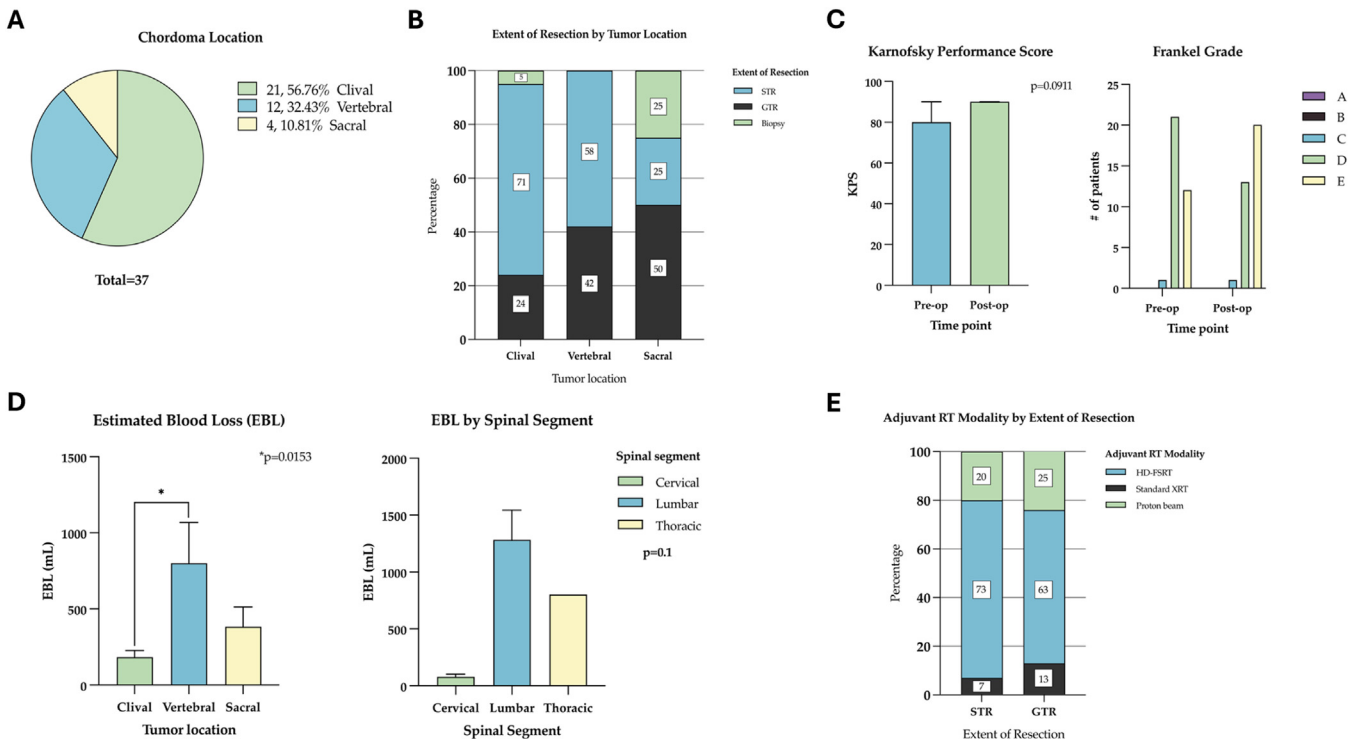 A
Chordoma Location
21, 56.76% Clival
12, 32.43% Vertebral
4, 10.81% Sacral
Total=37
B
Extent of Resection by Tumor Location
Percentage
100
80
60
40
20
0
5
71
24
58
42
25
25
50
Clival
Vertebral
Sacral
Tumor location
Extent of Resection
STR
GTR
Biopsy
C
Karnofsky Performance Score
p=0.0911
KPS
100
80
60
40
20
0
Pre-op
Post-op
Time point
Frankel Grade
# of patients
25
20
15
10
5
0
Pre-op
Post-op
Time point
A
B
C
D
E
D
Estimated Blood Loss (EBL)
*p=0.0153
*
EBL (mL)
1500
1000
500
0
Clival
Vertebral
Sacral
Tumor location
EBL by Spinal Segment
EBL (mL)
2000
1500
1000
500
0
Cervical
Lumbar
Thoracic
Spinal Segment
Spinal segment
Cervical
Lumbar
Thoracic
p=0.1
E
Adjuvant RT Modality by Extent of Resection
Percentage
100
80
60
40
20
0
20
73
7
25
63
13
STR
GTR
Extent of Resection
Adjuvant RT Modality
HD-FSRT
Standard XRT
Proton beam